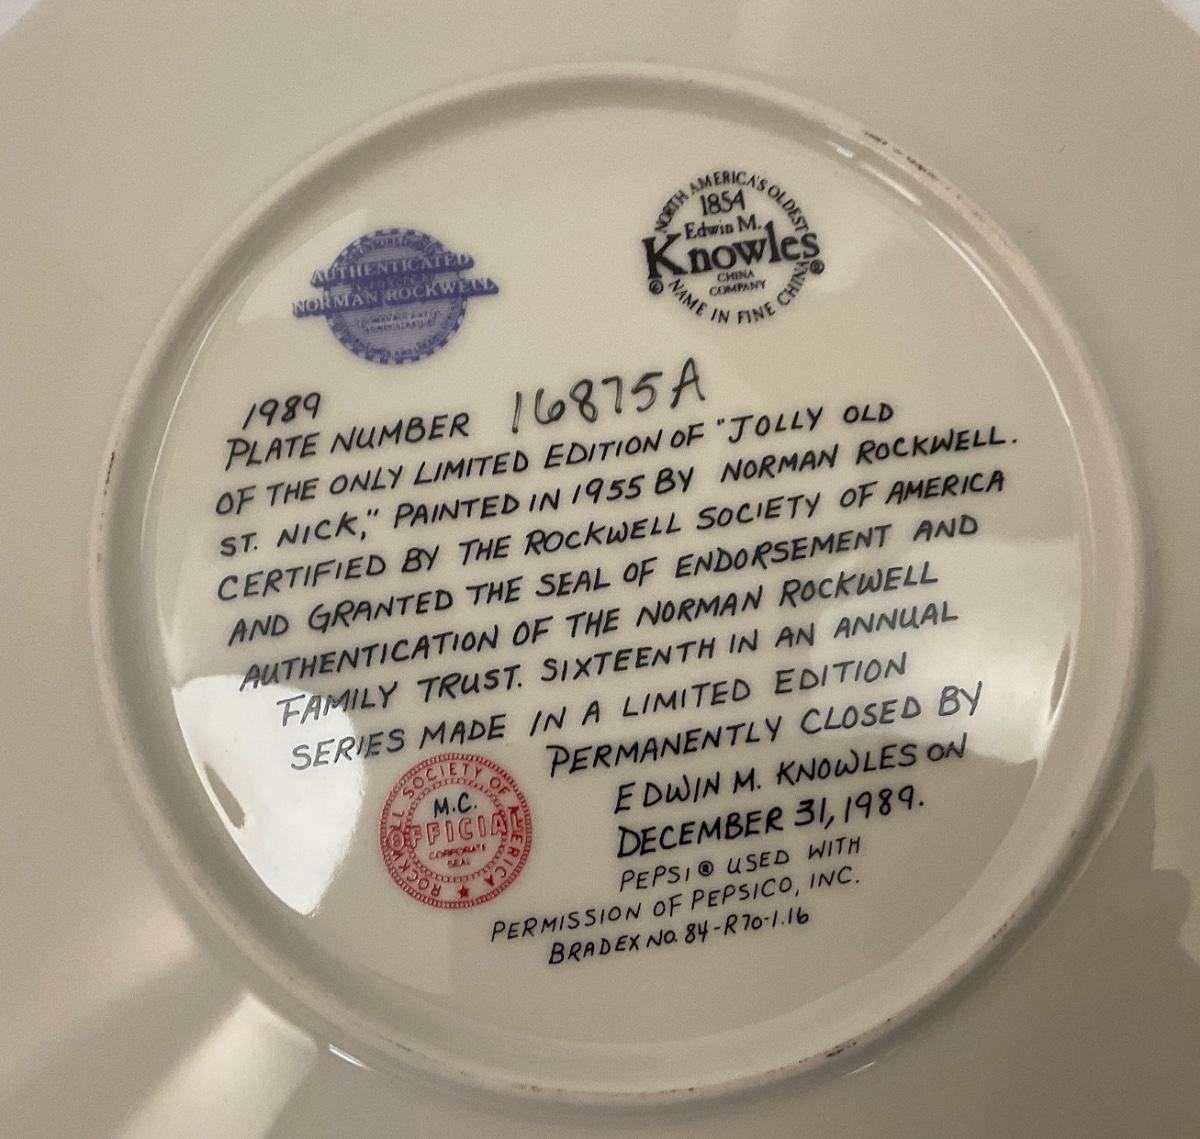 NORTH AMERICA'S OLDEST
1854
Edwin M.
Knowles
CHINA
COMPANY
NAME IN FINE CHINA
© ®
AUTHENTICATED
NORMAN ROCKWELL
1989
PLATE NUMBER 16875A
OF THE ONLY LIMITED EDITION OF "JOLLY OLD
ST. NICK," PAINTED IN 1955 BY NORMAN ROCKWELL.
CERTIFIED BY THE ROCKWELL SOCIETY OF AMERICA
AND GRANTED THE SEAL OF ENDORSEMENT AND
AUTHENTICATION OF THE NORMAN ROCKWELL
FAMILY TRUST. SIXTEENTH IN AN ANNUAL
SERIES MADE IN A LIMITED EDITION
PERMANENTLY CLOSED BY
EDWIN M. KNOWLES ON
DECEMBER 31, 1989.
ROCKWELL SOCIETY OF AMERICA
M.C.
OFFICIAL
CORPORATE
SEAL
PEPSI® USED WITH
PERMISSION OF PEPSICO, INC.
BRADEX NO. 84-R70-1.16